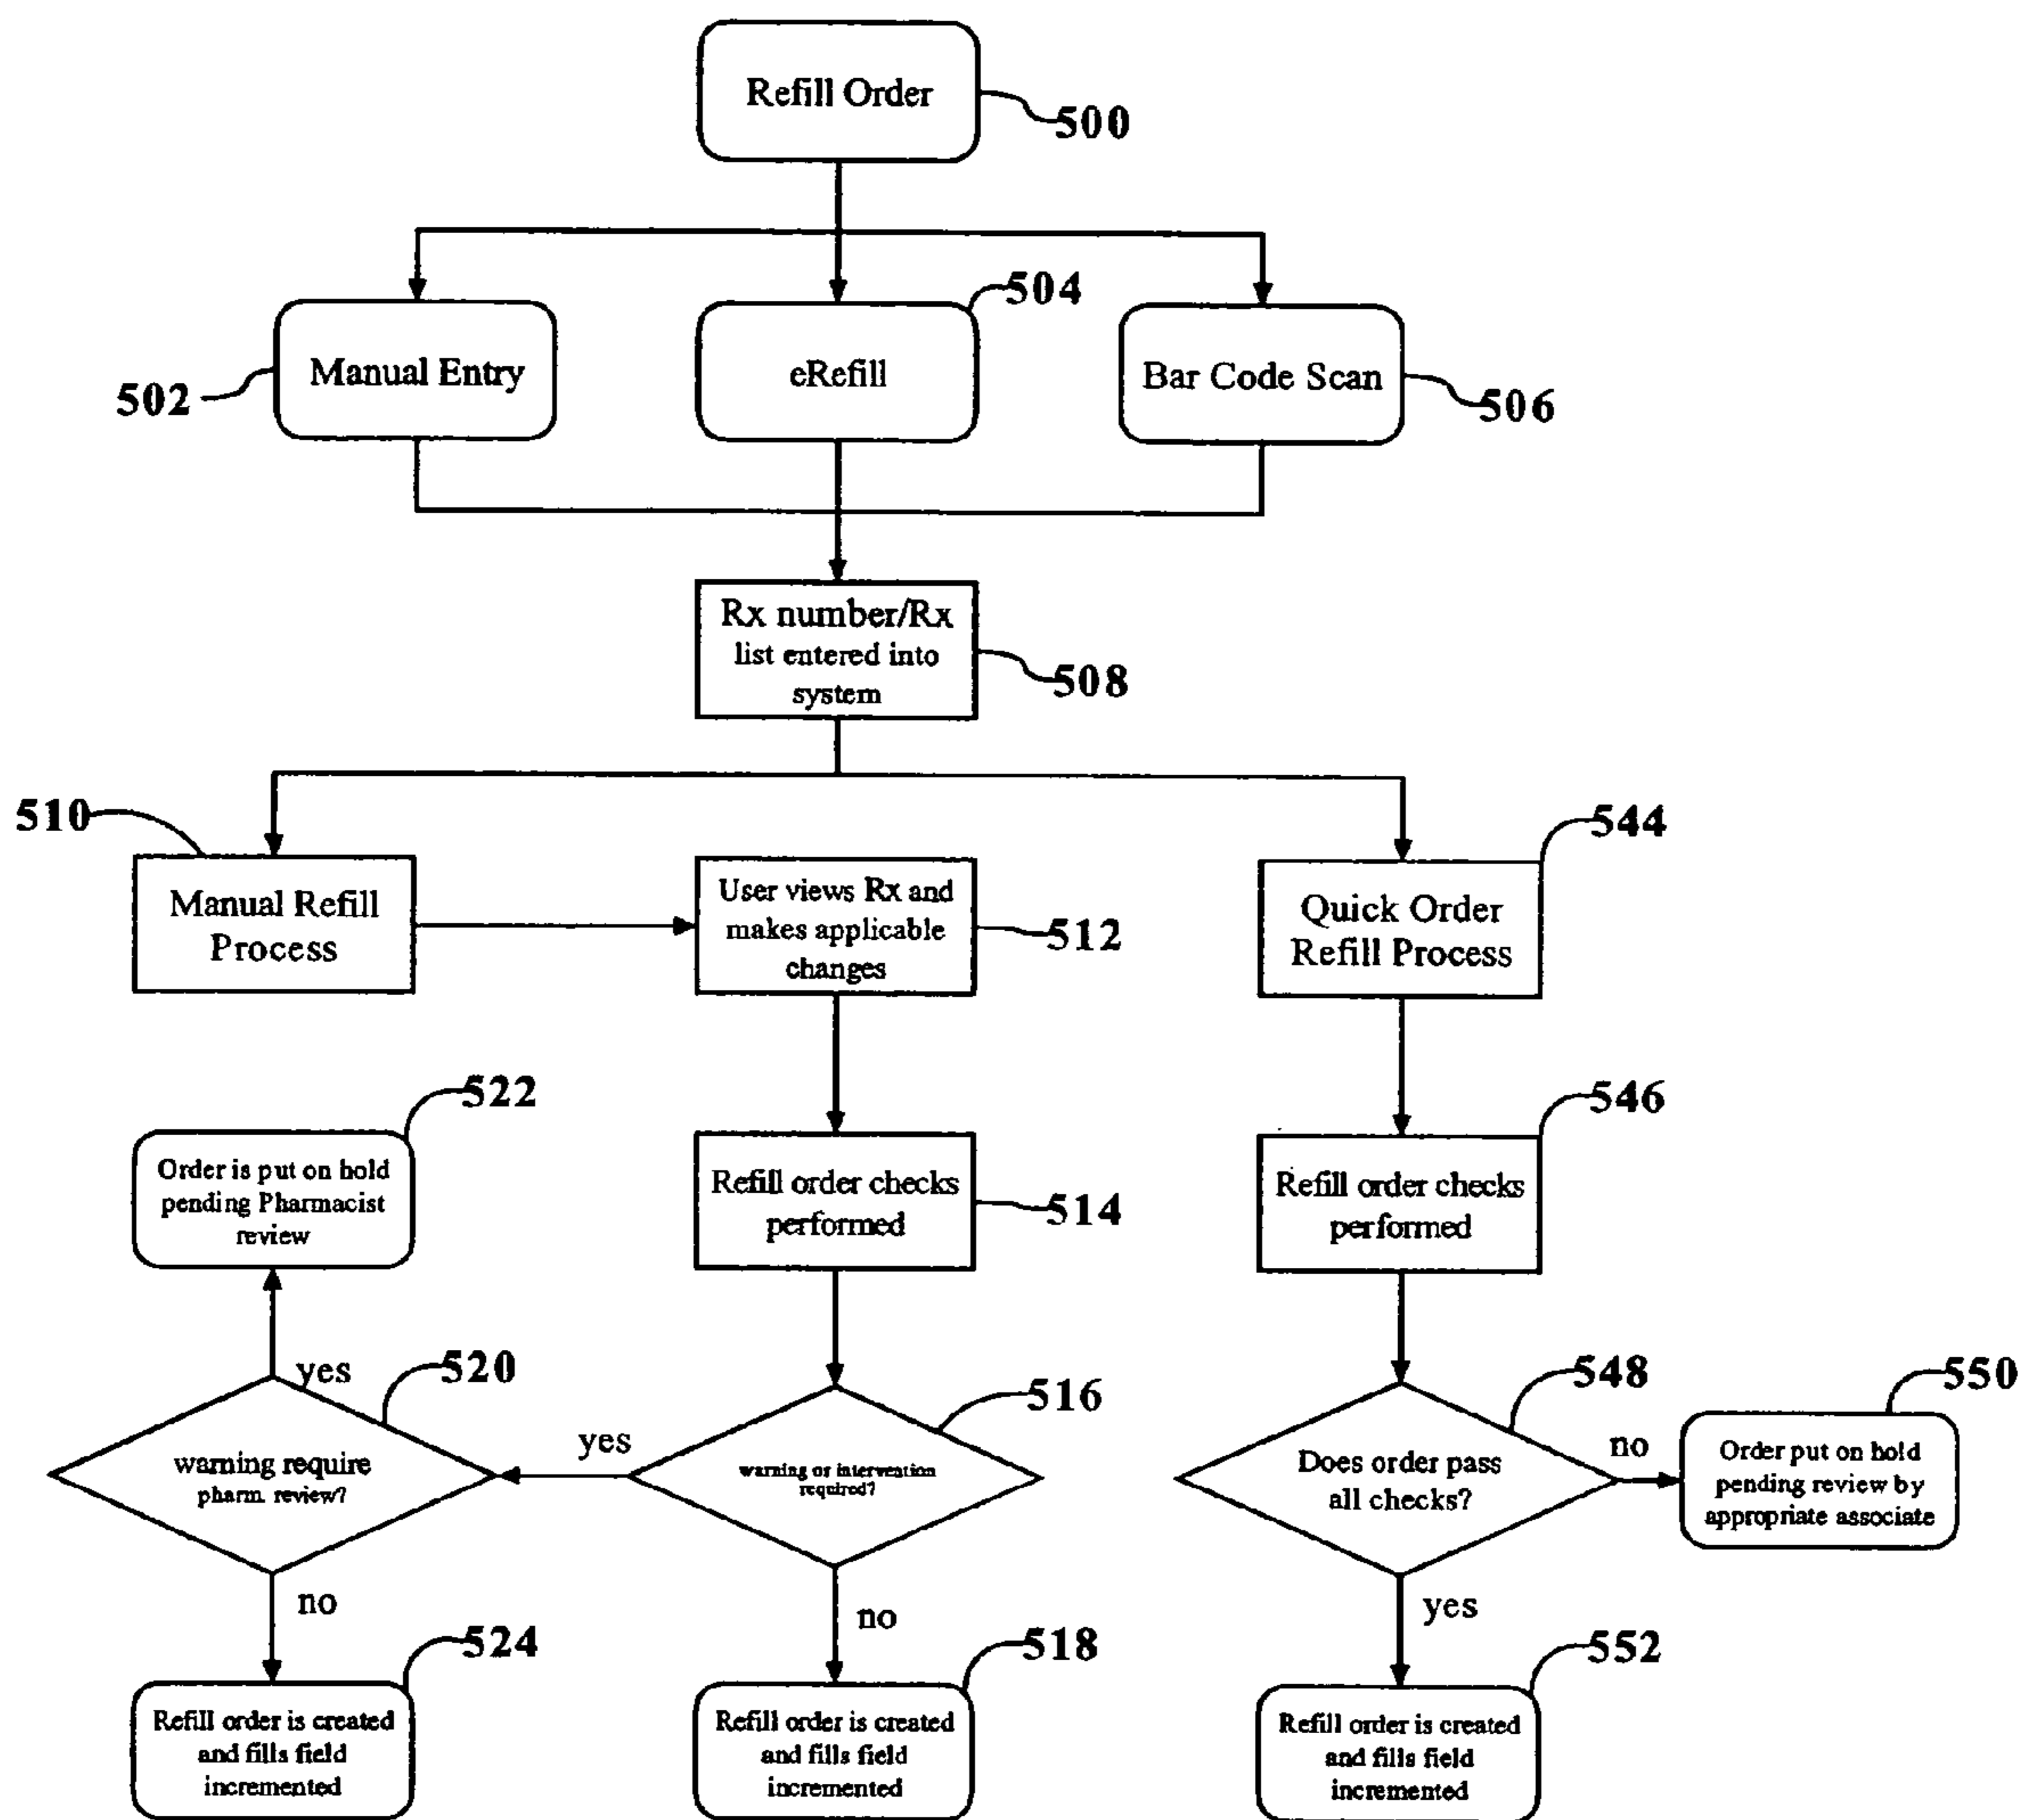 Refill Order
500
504
Manual Entry
eRefill
Bar Code Scan
502
506
Rx number/Rx
list entered into
system
508
510
544
Manual Refill
Process
User views Rx and
makes applicable
changes
512
Quick Order
Refill Process
522
546
Order is put on hold
pending Pharmacist
review
Refill order checks
performed
514
Refill order checks
performed
yes
520
516
548
550
warning require
pharm. review?
yes
warning or intervention
required?
Does order pass
all checks?
no
Order put on hold
pending review by
appropriate associate
no
no
yes
524
518
552
Refill order is created
and fills field
incremented
Refill order is created
and fills field
incremented
Refill order is created
and fills field
incremented